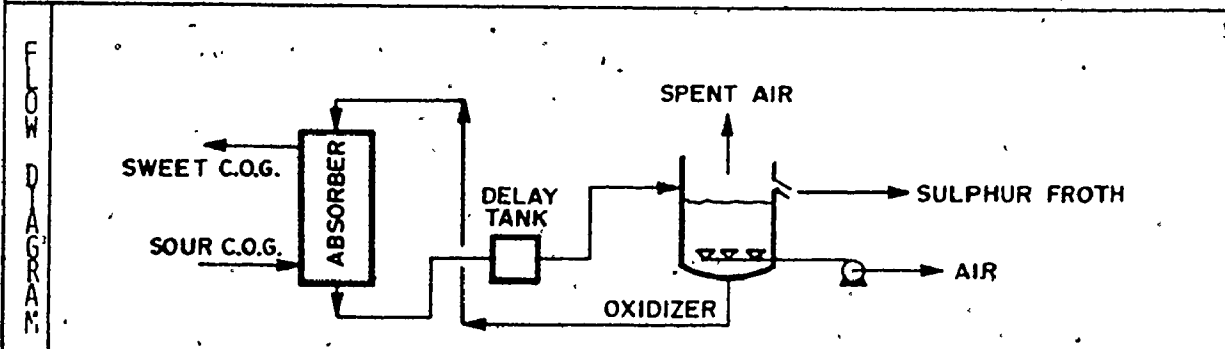 FLOW DIAGRAM
SPENT AIR
SWEET C.O.G.
ABSORBER
DELAY
TANK
SULPHUR FROTH
SOUR C.O.G.
AIR
OXIDIZER